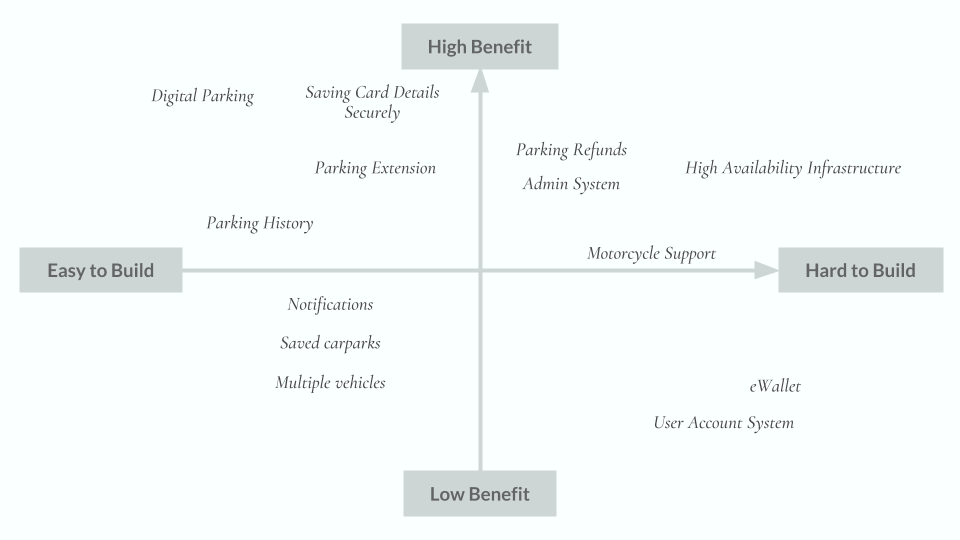 High Benefit
Digital Parking
Saving Card Details
Securely
Parking Refunds
Parking Extension
High Availability Infrastructure
Admin System
Parking History
Motorcycle Support
Easy to Build
Hard to Build
Notifications
Saved carparks
Multiple vehicles
eWallet
User Account System
Low Benefit